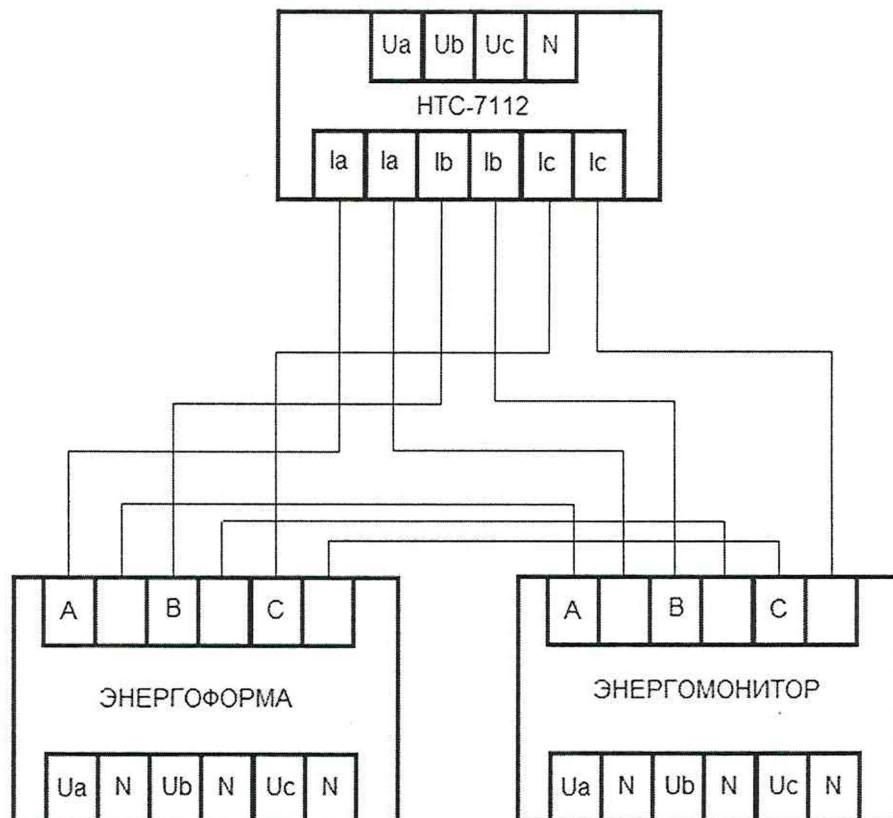 Ua Ub Uc N
НТС-7112
Ia Ia Ib Ib Ic Ic
A B C
A B C
ЭНЕРГОФОРМА
ЭНЕРГОМОНИТОР
Ua N Ub N Uc N
Ua N Ub N Uc N